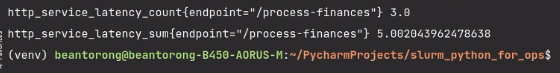 http_service_latency_count{endpoint="/process-finances"} 3.0
http_service_latency_sum{endpoint="/process-finances"} 5.002043962478638
(venv) beantorong@beantorong-B450-AORUS-M:~/PycharmProjects/slurm_python_for_ops$